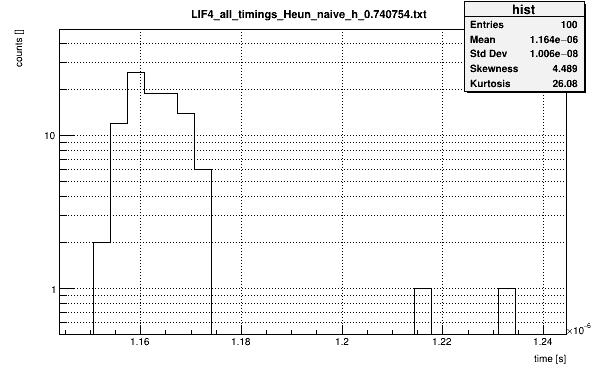 LIF4_all_timings_Heun_naive_h_0.740754.txt
hist
Entries 100
Mean 1.164e−06
Std Dev 1.006e−08
Skewness 4.489
Kurtosis 26.08
counts []
10
1
1.16 1.18 1.2 1.22 1.24
×10⁻⁶
time [s]